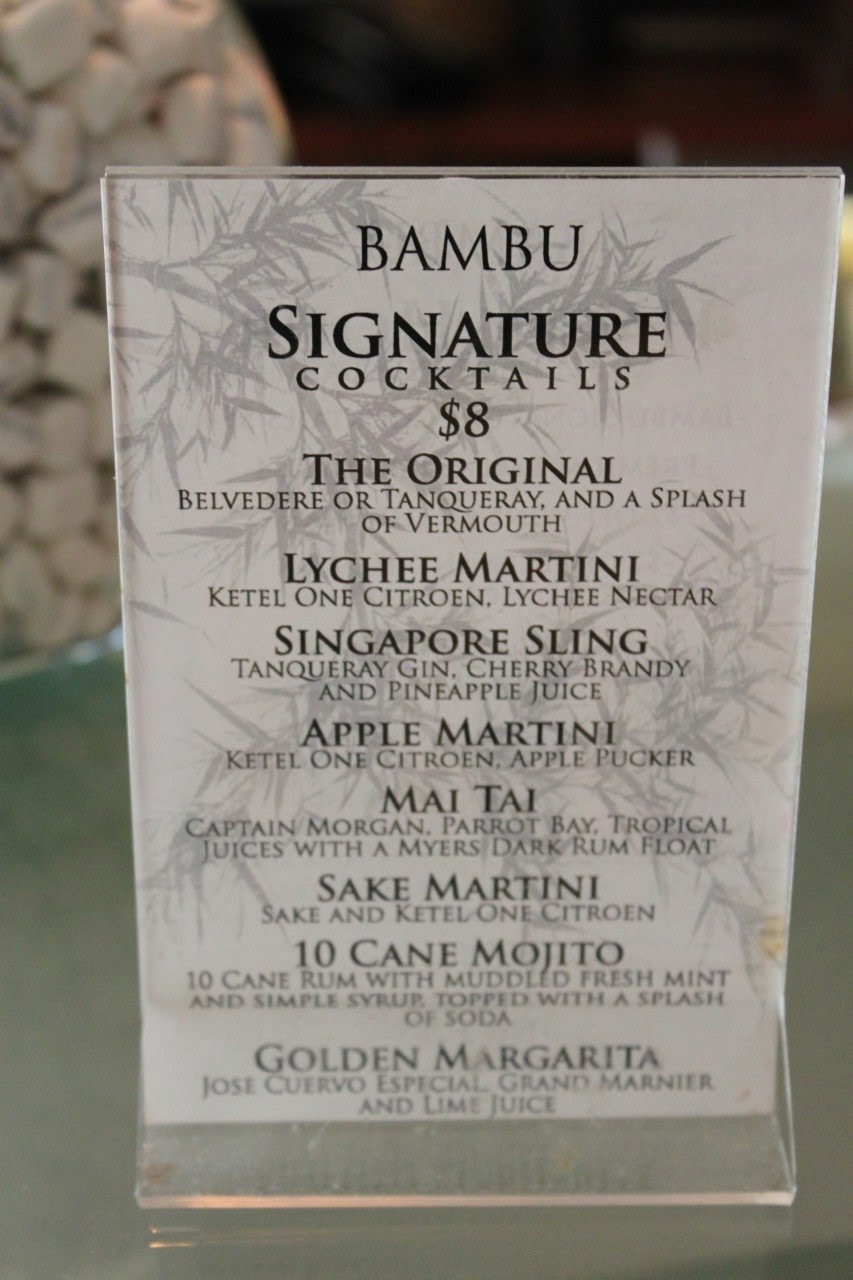 BAMBU
SIGNATURE
COCKTAILS
$8
THE ORIGINAL
BELVEDERE OR TANQUERAY, AND A SPLASH
OF VERMOUTH
LYCHEE MARTINI
KETEL ONE CITROEN, LYCHEE NECTAR
SINGAPORE SLING
TANQUERAY GIN, CHERRY BRANDY
AND PINEAPPLE JUICE
APPLE MARTINI
KETEL ONE CITROEN, APPLE PUCKER
MAI TAI
CAPTAIN MORGAN, PARROT BAY, TROPICAL
JUICES WITH A MYERS DARK RUM FLOAT
SAKE MARTINI
SAKE AND KETEL ONE CITROEN
10 CANE MOJITO
10 CANE RUM WITH MUDDLED FRESH MINT
AND SIMPLE SYRUP, TOPPED WITH A SPLASH
OF SODA
GOLDEN MARGARITA
JOSE CUERVO ESPECIAL, GRAND MARNIER
AND LIME JUICE